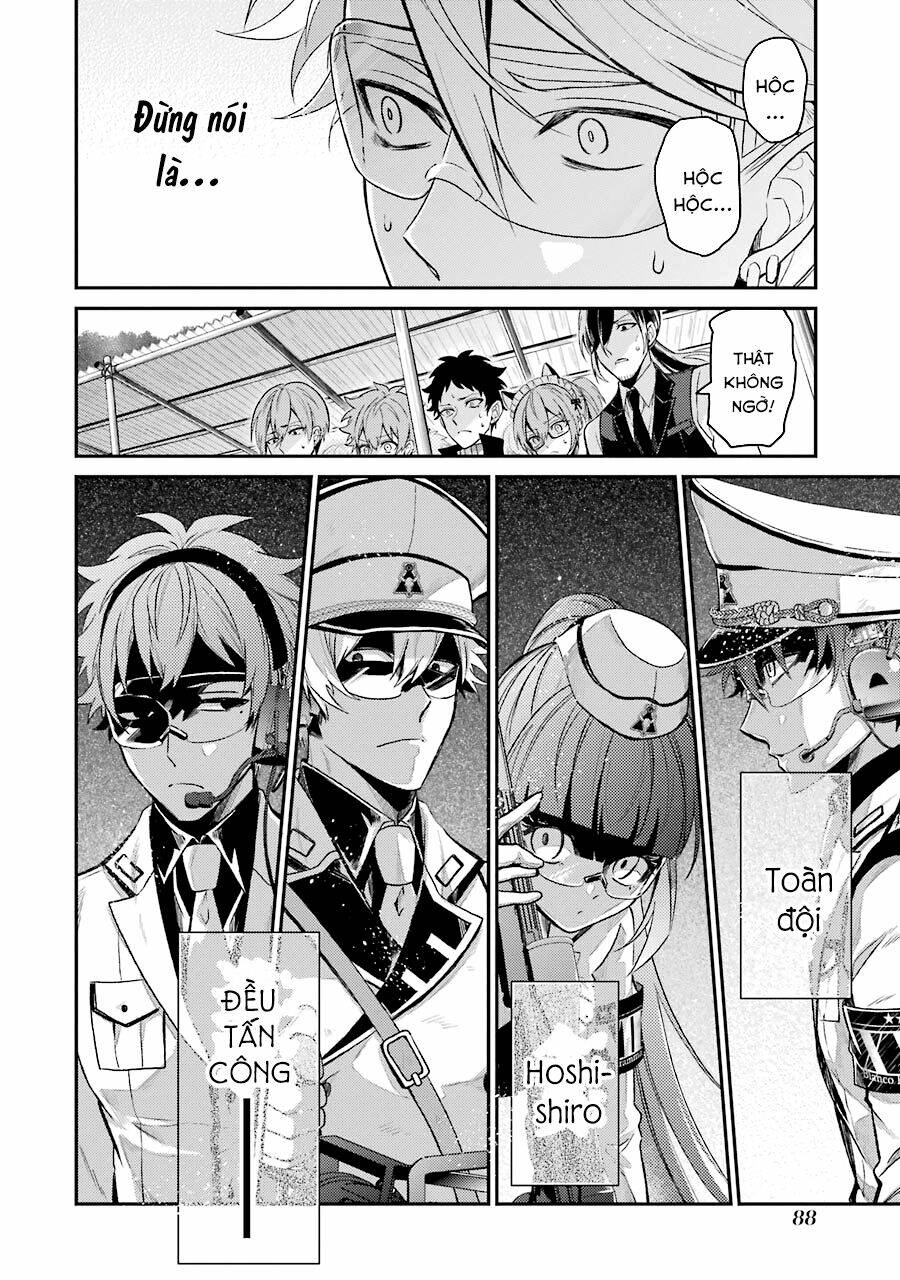 HỘC
...
HỘC
HỘC...
Đừng nói
là...
THẬT
KHÔNG
NGỜ!
Toàn
đội
Hoshi-
shiro
ĐỀU
TẤN
CÔNG
88